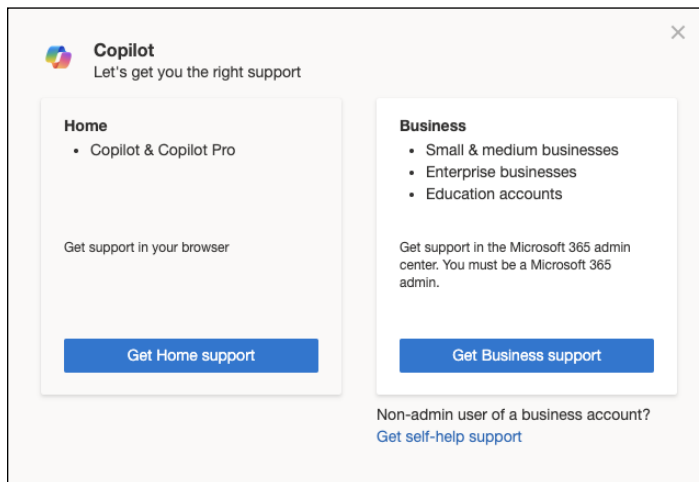 Copilot
Let's get you the right support
Home
• Copilot & Copilot Pro
Get support in your browser
Get Home support
Business
• Small & medium businesses
• Enterprise businesses
• Education accounts
Get support in the Microsoft 365 admin
center. You must be a Microsoft 365
admin.
Get Business support
Non-admin user of a business account?
Get self-help support